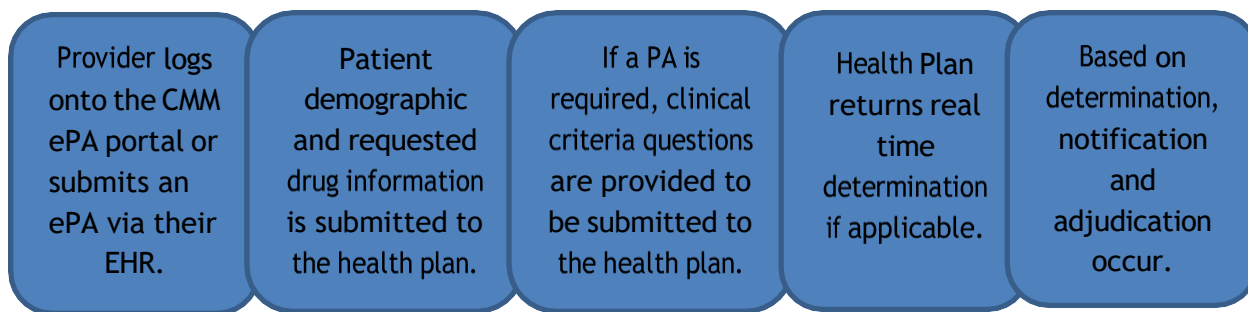 Provider logs
onto the CMM
ePA portal or
submits an
ePA via their
EHR.
Patient
demographic
and requested
drug information
is submitted to
the health plan.
If a PA is
required, clinical
criteria questions
are provided to
be submitted to
the health plan.
Health Plan
returns real
time
determination
if applicable.
Based on
determination,
notification
and
adjudication
occur.